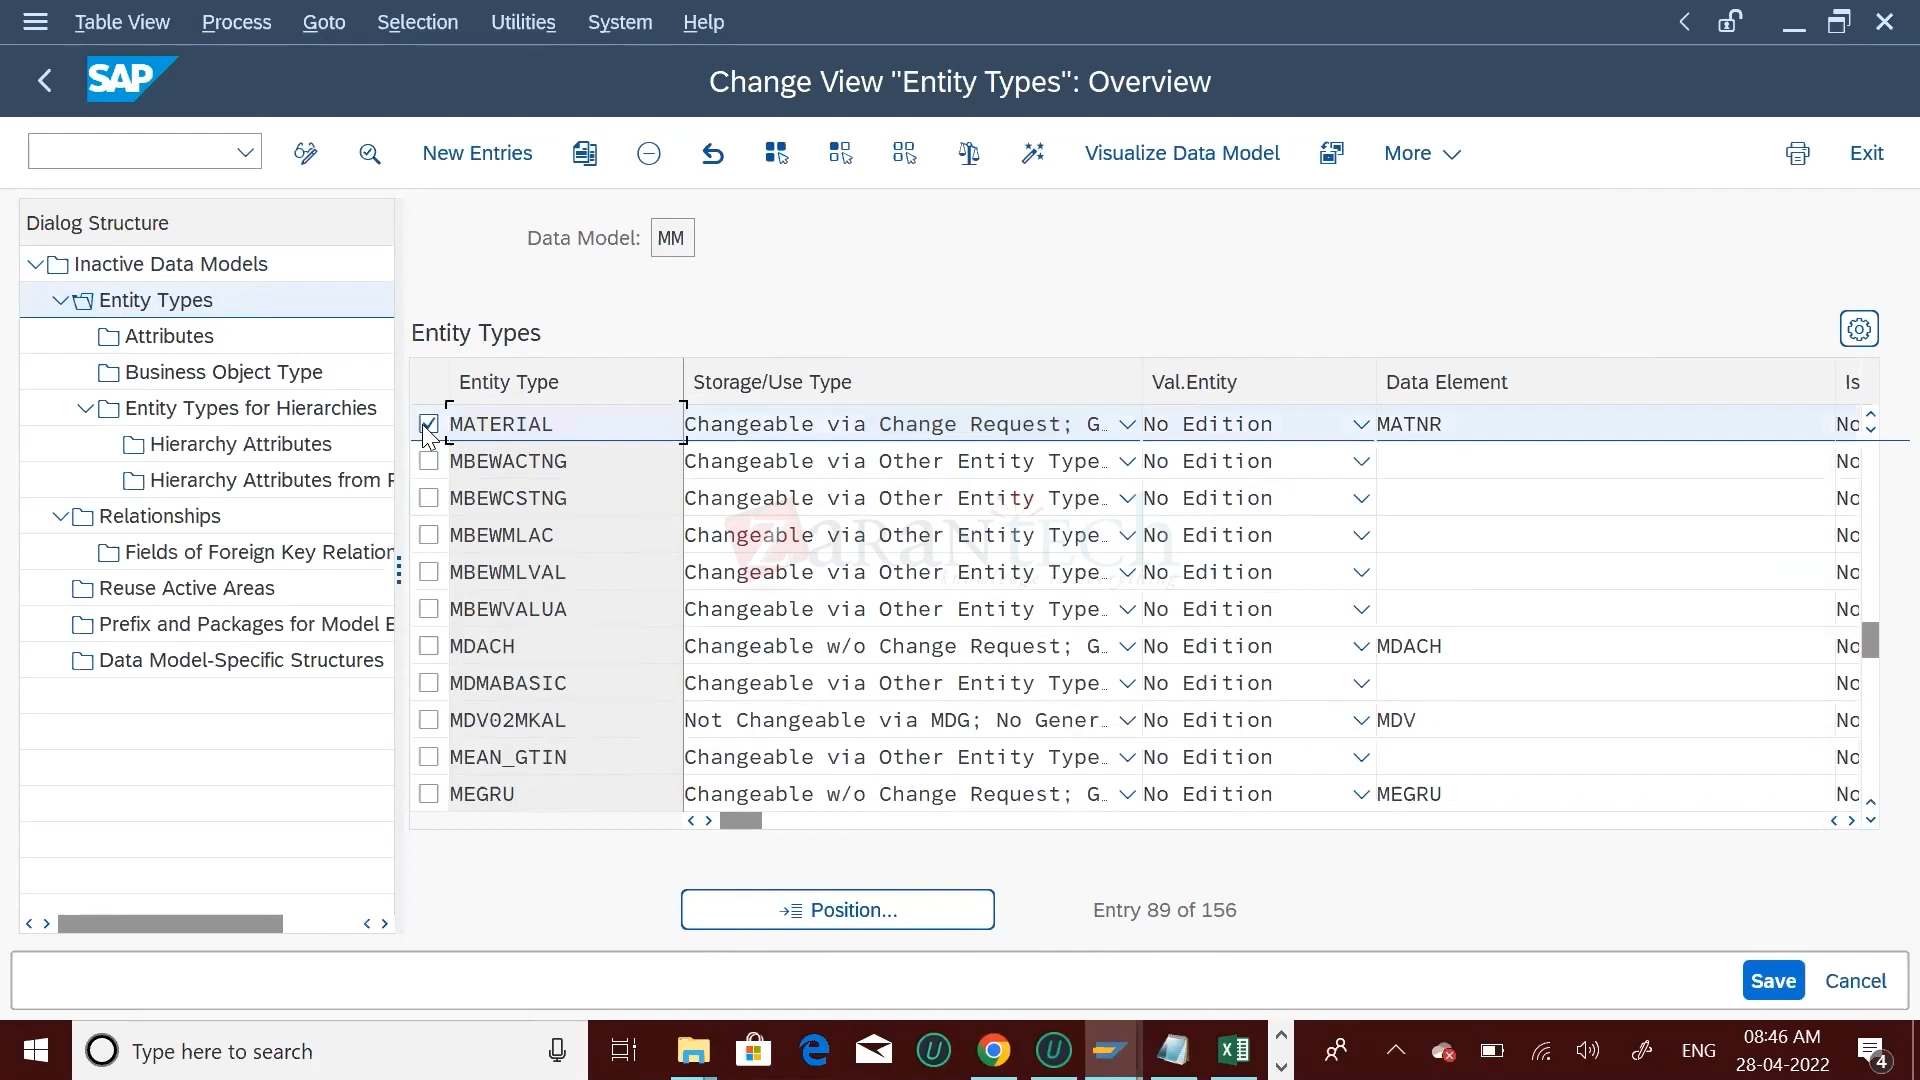 Table View Process Goto Selection Utilities System Help
SAP
Change View "Entity Types": Overview
New Entries Visualize Data Model More Exit
Dialog Structure
Inactive Data Models
Entity Types
Attributes
Business Object Type
Entity Types for Hierarchies
Hierarchy Attributes
Hierarchy Attributes from
Relationships
Fields of Foreign Key Relation
Reuse Active Areas
Prefix and Packages for Model
Data Model-Specific Structures
Data Model: MM
Entity Types
Entity Type Storage/Use Type Val.Entity Data Element Is
MATERIAL Changeable via Change Request; G… No Edition MATNR No
MBEWACTNG Changeable via Other Entity Type… No Edition No
MBEWCSTNG Changeable via Other Entity Type… No Edition No
MBEWMLAC Changeable via Other Entity Type… No Edition No
MBEWMLVAL Changeable via Other Entity Type… No Edition No
MBEWVALUA Changeable via Other Entity Type… No Edition No
MDACH Changeable w/o Change Request; G… No Edition MDACH No
MDMABASIC Changeable via Other Entity Type… No Edition No
MDV02MKAL Not Changeable via MDG; No Gener… No Edition MDV No
MEAN_GTIN Changeable via Other Entity Type… No Edition No
MEGRU Changeable w/o Change Request; G… No Edition MEGRU No
zaranTech
Position... Entry 89 of 156
Save Cancel
Type here to search
ENG
08:46 AM
28-04-2022
4